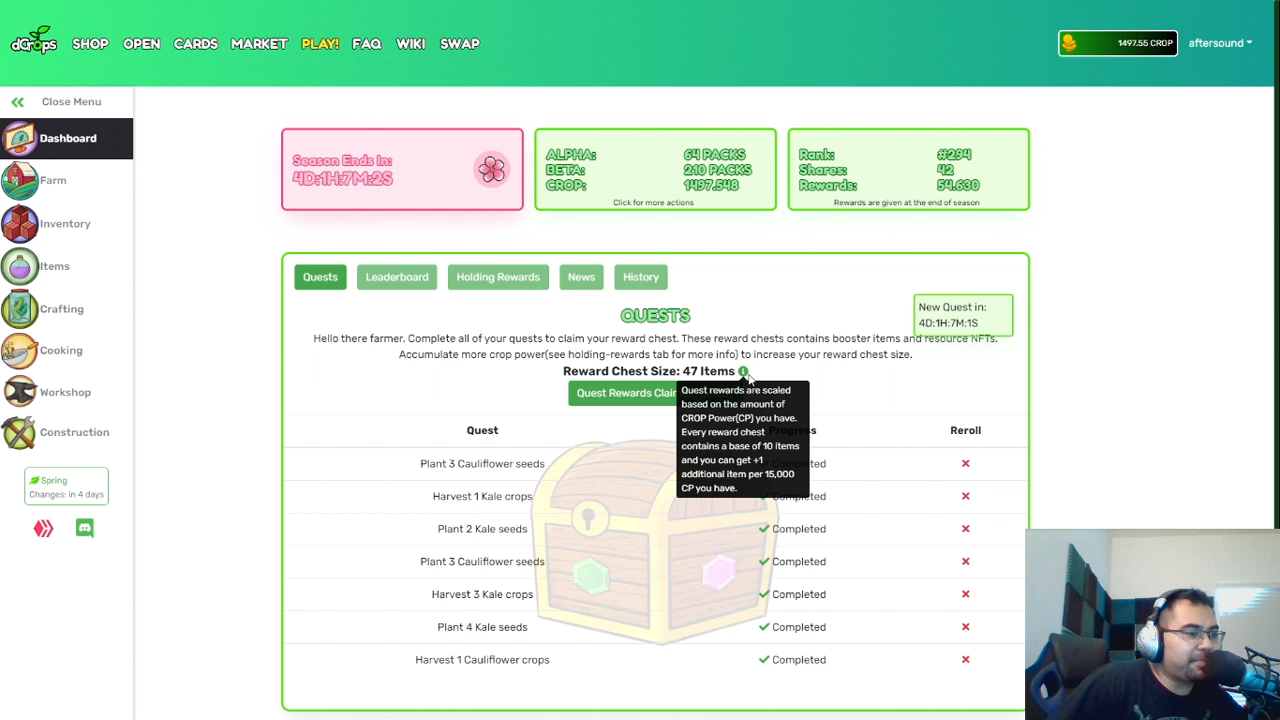 dCrops
SHOP
OPEN
CARDS
MARKET
PLAY!
FAQ
WIKI
SWAP
1497.55 CROP
aftersound
Close Menu
Dashboard
Farm
Inventory
Items
Crafting
Cooking
Workshop
Construction
Spring
Changes: in 4 days
Season Ends In:
4D:1H:7M:2S
ALPHA: 64 PACKS
BETA: 210 PACKS
CROP: 1497.548
Click for more actions
Rank: #294
Shares: 42
Rewards: 54.630
Rewards are given at the end of season
Quests
Leaderboard
Holding Rewards
News
History
QUESTS
New Quest in:
4D:1H:7M:1S
Hello there farmer. Complete all of your quests to claim your reward chest. These reward chests contains booster items and resource NFTs.
Accumulate more crop power(see holding-rewards tab for more info) to increase your reward chest size.
Reward Chest Size: 47 Items
Quest Rewards Clai
Quest rewards are scaled
based on the amount of
CROP Power(CP) you have.
Every reward chest
contains a base of 10 items
and you can get +1
additional item per 15,000
CP you have.
Quest Reroll
Plant 3 Cauliflower seeds
Harvest 1 Kale crops
Plant 2 Kale seeds Completed
Plant 3 Cauliflower seeds Completed
Harvest 3 Kale crops Completed
Plant 4 Kale seeds Completed
Harvest 1 Cauliflower crops Completed